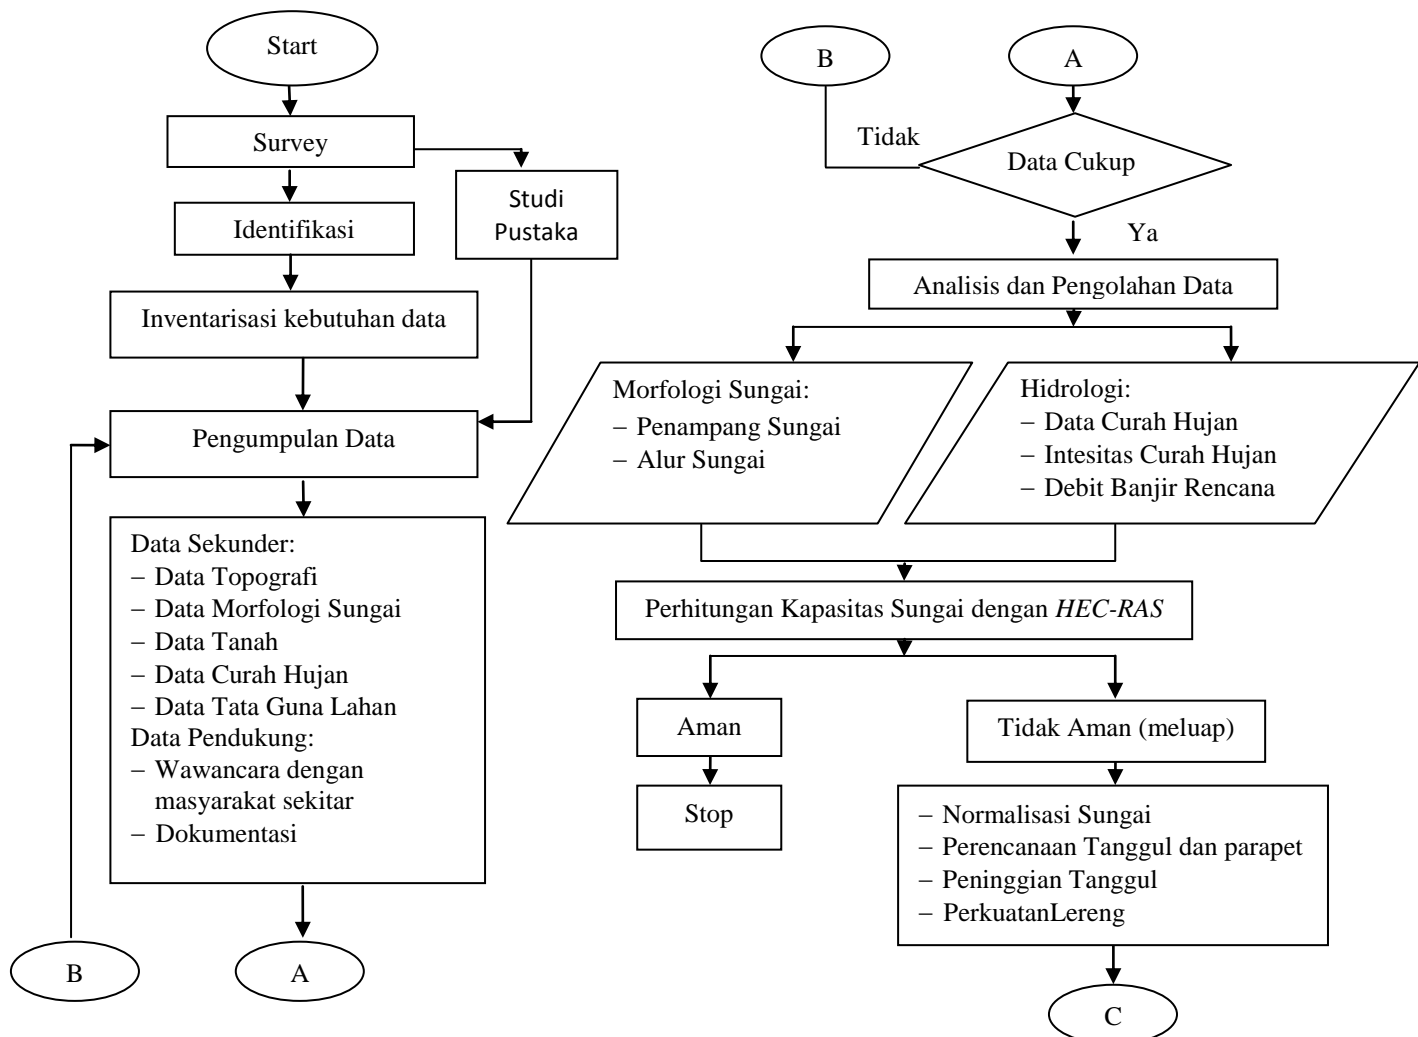 Start
Survey
Studi
Pustaka
Identifikasi
Inventarisasi kebutuhan data
Pengumpulan Data
Data Sekunder:
– Data Topografi
– Data Morfologi Sungai
– Data Tanah
– Data Curah Hujan
– Data Tata Guna Lahan
Data Pendukung:
– Wawancara dengan
masyarakat sekitar
– Dokumentasi
B
A
B
A
Tidak
Data Cukup
Ya
Analisis dan Pengolahan Data
Morfologi Sungai:
– Penampang Sungai
– Alur Sungai
Hidrologi:
– Data Curah Hujan
– Intesitas Curah Hujan
– Debit Banjir Rencana
Perhitungan Kapasitas Sungai dengan HEC-RAS
Aman
Tidak Aman (meluap)
Stop
– Normalisasi Sungai
– Perencanaan Tanggul dan parapet
– Peninggian Tanggul
– PerkuatanLereng
C